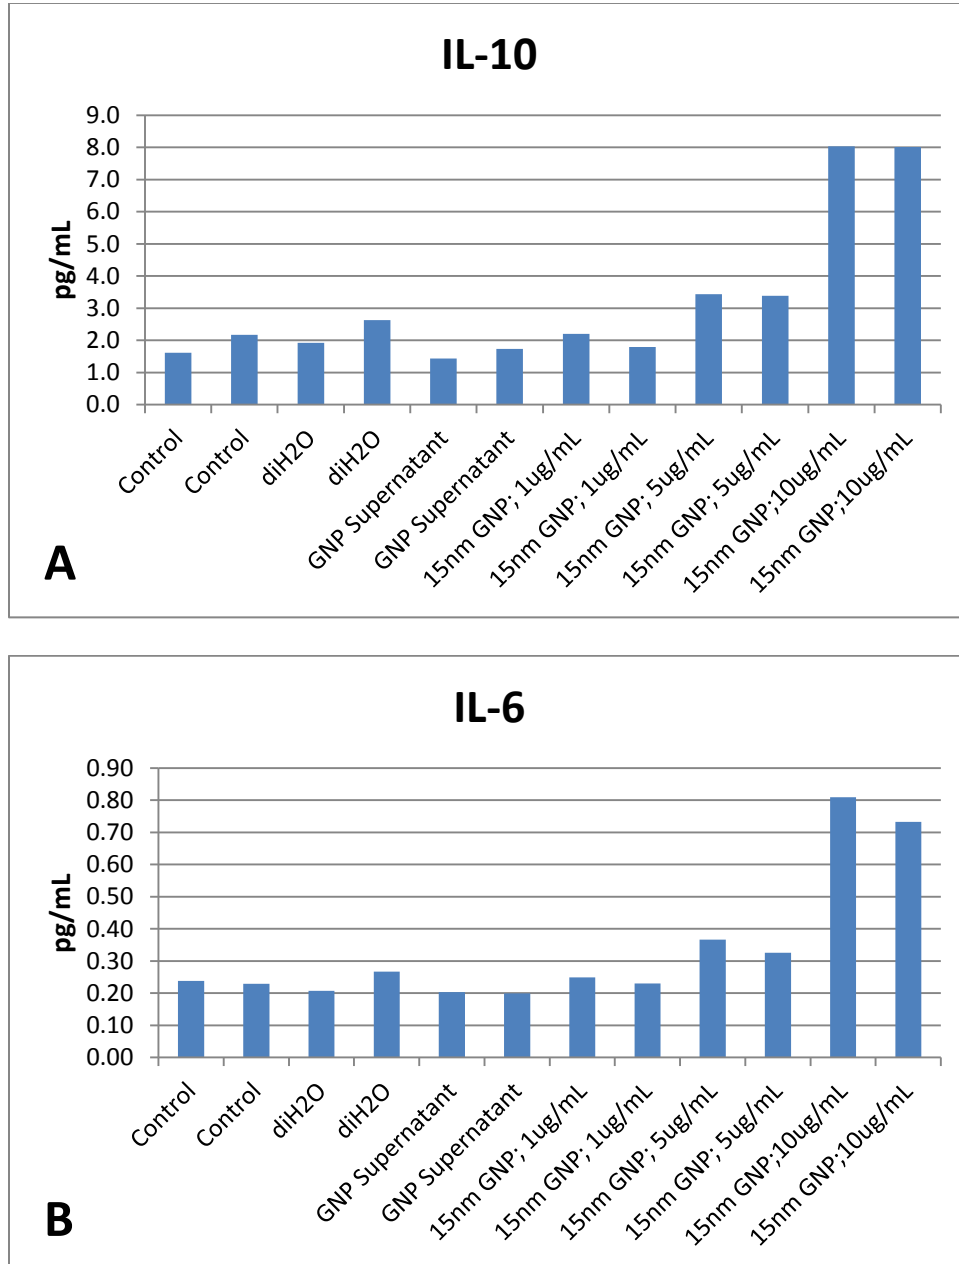 IL-10
pg/mL
9.0
8.0
7.0
6.0
5.0
4.0
3.0
2.0
1.0
0.0
Control
Control
diH2O
diH2O
GNP Supernatant
GNP Supernatant
15nm GNP; 1ug/mL
15nm GNP; 1ug/mL
15nm GNP; 5ug/mL
15nm GNP; 5ug/mL
15nm GNP;10ug/mL
15nm GNP;10ug/mL
A
IL-6
pg/mL
0.90
0.80
0.70
0.60
0.50
0.40
0.30
0.20
0.10
0.00
Control
Control
diH2O
diH2O
GNP Supernatant
GNP Supernatant
15nm GNP; 1ug/mL
15nm GNP; 1ug/mL
15nm GNP; 5ug/mL
15nm GNP; 5ug/mL
15nm GNP;10ug/mL
15nm GNP;10ug/mL
B